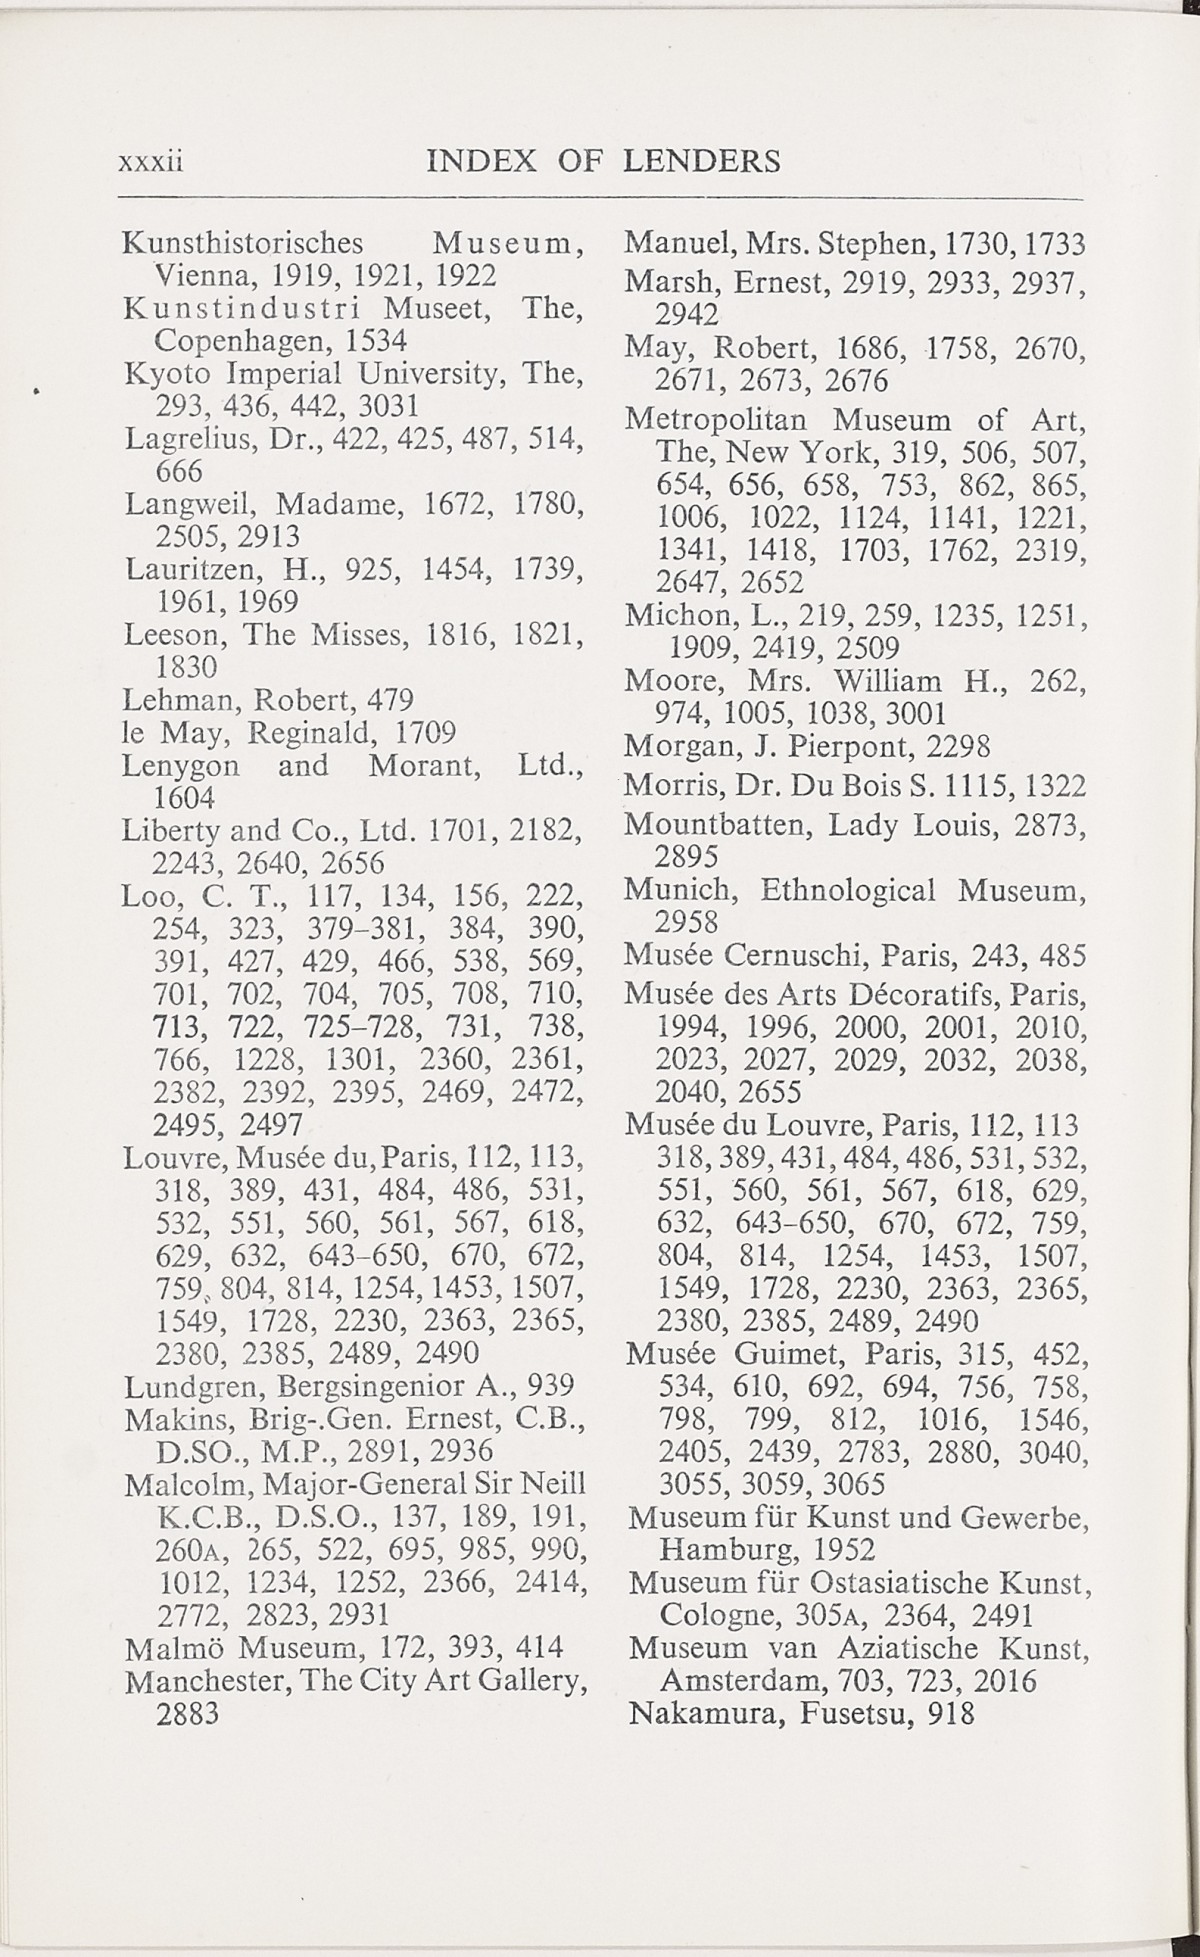 xxxii INDEX OF LENDERS
Kunsthistorisches Museum,
Vienna, 1919, 1921, 1922
Kunstindustri Museet, The,
Copenhagen, 1534
Kyoto Imperial University, The,
293, 436, 442, 3031
Lagrelius, Dr., 422, 425, 487, 514,
666
Langweil, Madame, 1672, 1780,
2505, 2913
Lauritzen, H., 925, 1454, 1739,
1961, 1969
Leeson, The Misses, 1816, 1821,
1830
Lehman, Robert, 479
le May, Reginald, 1709
Lenygon and Morant, Ltd.,
1604
Liberty and Co., Ltd. 1701, 2182,
2243, 2640, 2656
Loo, C. T., 117, 134, 156, 222,
254, 323, 379–381, 384, 390,
391, 427, 429, 466, 538, 569,
701, 702, 704, 705, 708, 710,
713, 722, 725–728, 731, 738,
766, 1228, 1301, 2360, 2361,
2382, 2392, 2395, 2469, 2472,
2495, 2497
Louvre, Musée du, Paris, 112, 113,
318, 389, 431, 484, 486, 531,
532, 551, 560, 561, 567, 618,
629, 632, 643–650, 670, 672,
759, 804, 814, 1254, 1453, 1507,
1549, 1728, 2230, 2363, 2365,
2380, 2385, 2489, 2490
Lundgren, Bergsingenior A., 939
Makins, Brig-.Gen. Ernest, C.B.,
D.SO., M.P., 2891, 2936
Malcolm, Major-General Sir Neill
K.C.B., D.S.O., 137, 189, 191,
260A, 265, 522, 695, 985, 990,
1012, 1234, 1252, 2366, 2414,
2772, 2823, 2931
Malmö Museum, 172, 393, 414
Manchester, The City Art Gallery,
2883
Manuel, Mrs. Stephen, 1730, 1733
Marsh, Ernest, 2919, 2933, 2937,
2942
May, Robert, 1686, 1758, 2670,
2671, 2673, 2676
Metropolitan Museum of Art,
The, New York, 319, 506, 507,
654, 656, 658, 753, 862, 865,
1006, 1022, 1124, 1141, 1221,
1341, 1418, 1703, 1762, 2319,
2647, 2652
Michon, L., 219, 259, 1235, 1251,
1909, 2419, 2509
Moore, Mrs. William H., 262,
974, 1005, 1038, 3001
Morgan, J. Pierpont, 2298
Morris, Dr. Du Bois S. 1115, 1322
Mountbatten, Lady Louis, 2873,
2895
Munich, Ethnological Museum,
2958
Musée Cernuschi, Paris, 243, 485
Musée des Arts Décoratifs, Paris,
1994, 1996, 2000, 2001, 2010,
2023, 2027, 2029, 2032, 2038,
2040, 2655
Musée du Louvre, Paris, 112, 113
318, 389, 431, 484, 486, 531, 532,
551, 560, 561, 567, 618, 629,
632, 643–650, 670, 672, 759,
804, 814, 1254, 1453, 1507,
1549, 1728, 2230, 2363, 2365,
2380, 2385, 2489, 2490
Musée Guimet, Paris, 315, 452,
534, 610, 692, 694, 756, 758,
798, 799, 812, 1016, 1546,
2405, 2439, 2783, 2880, 3040,
3055, 3059, 3065
Museum für Kunst und Gewerbe,
Hamburg, 1952
Museum für Ostasiatische Kunst,
Cologne, 305A, 2364, 2491
Museum van Aziatische Kunst,
Amsterdam, 703, 723, 2016
Nakamura, Fusetsu, 918